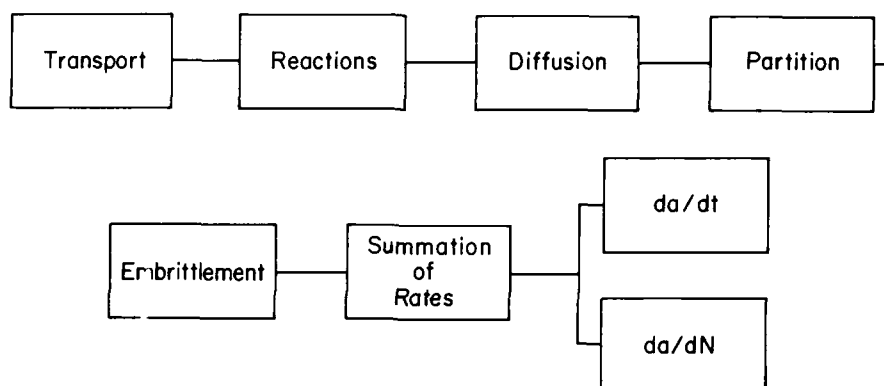 Transport
Reactions
Diffusion
Partition
Embrittlement
Summation
of
Rates
da/dt
da/dN